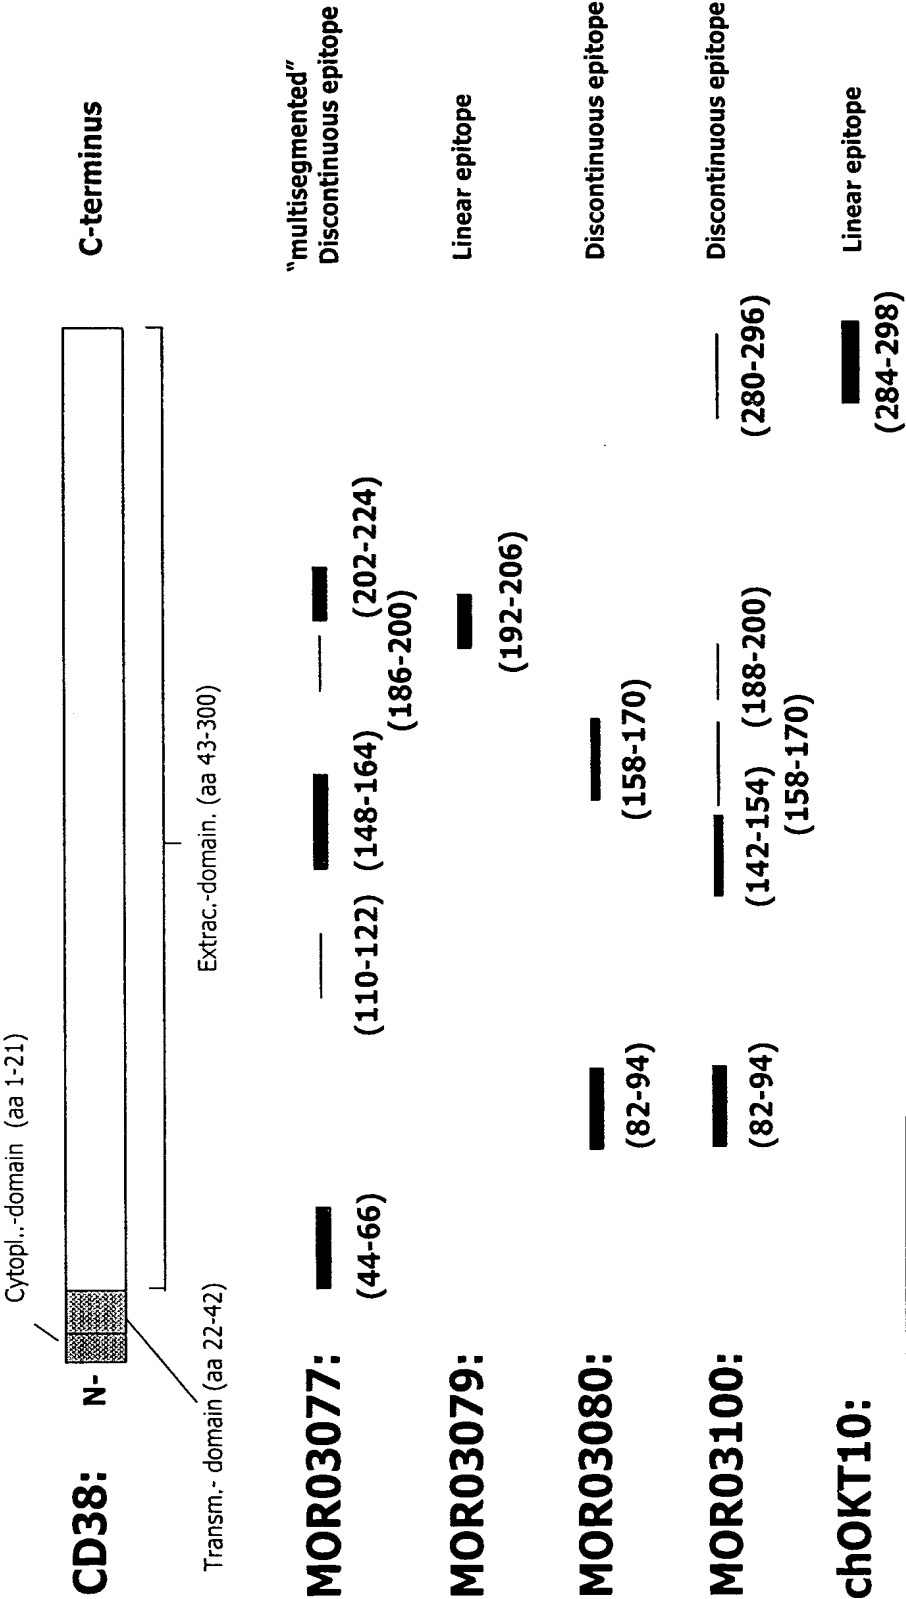 Cytopl..-domain (aa 1-21)
CD38:
N-
C-terminus
Transm.- domain (aa 22-42)
Extrac.-domain. (aa 43-300)
MOR03077:
(44-66)
(110-122)
(148-164)
(186-200)
(202-224)
"multisegmented"
Discontinuous epitope
MOR03079:
(192-206)
Linear epitope
MOR03080:
(82-94)
(158-170)
Discontinuous epitope
MOR03100:
(82-94)
(142-154)
(158-170)
(188-200)
(280-296)
Discontinuous epitope
chOKT10:
(284-298)
Linear epitope